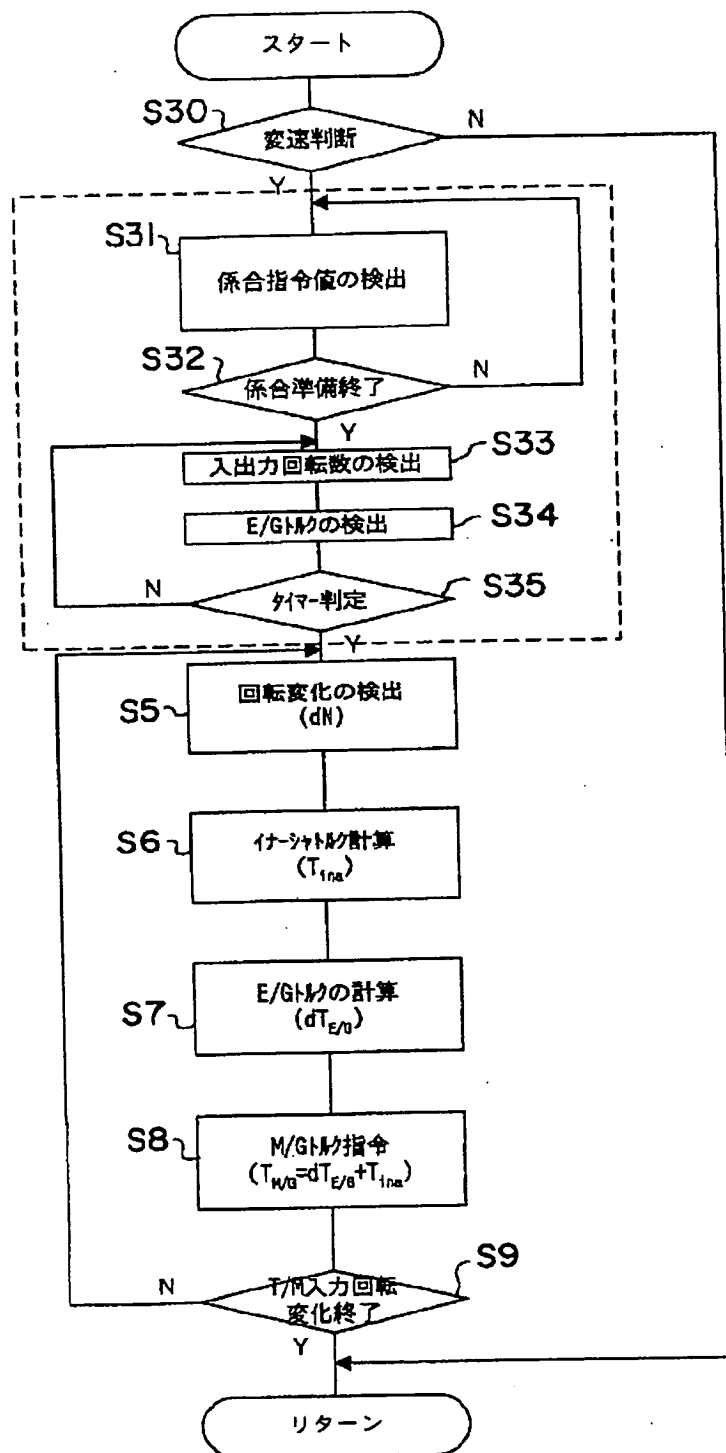 スタート
S30
変速判断
N
Y
S31
係合指令値の検出
S32
係合準備終了
N
Y
入出力回転数の検出
S33
E/Gトルクの検出
S34
N
タイマー判定
S35
Y
S5
回転変化の検出
(dN)
S6
イナーシャトルク計算
(Tina)
S7
E/Gトルクの計算
(dTE/G)
S8
M/Gトルク指令
(TM/G=dTE/G+Tina)
N
T/M入力回転
変化終了
S9
Y
リターン